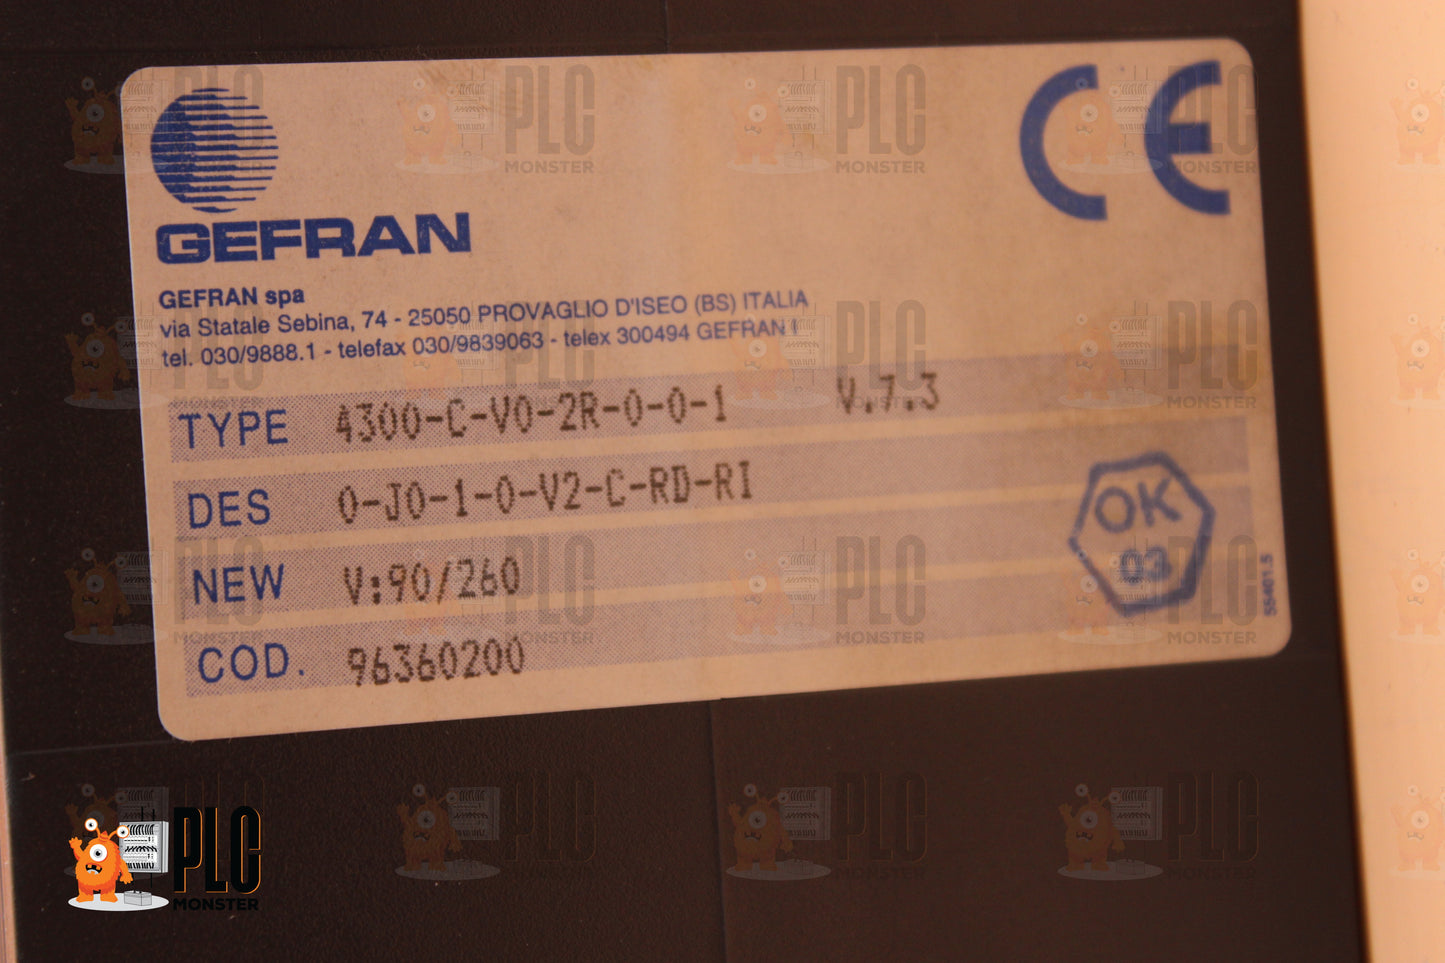 GEFRAN
CE
GEFRAN spa
via Statale Sebina, 74 - 25050 PROVAGLIO D'ISEO (BS) ITALIA
tel. 030/9888.1 - telefax 030/9839063 - telex 300494 GEFRAN I
TYPE 4300-C-V0-2R-0-0-1 V.7.3
DES 0-J0-1-0-V2-C-RD-RI
NEW V:90/260
COD. 96360200
OK
55401.5
PLC
MONSTER